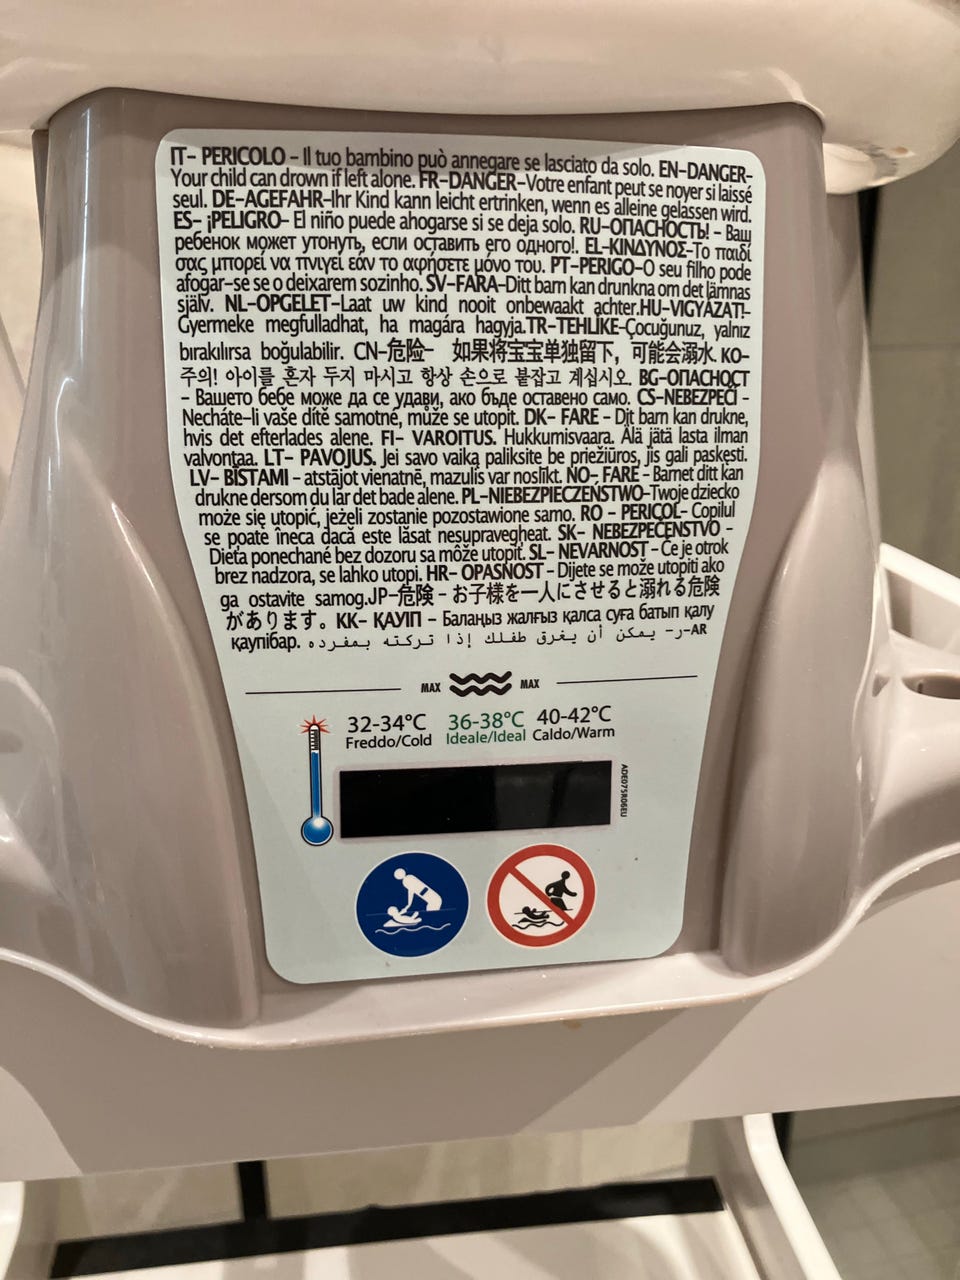 IT- PERICOLO - Il tuo bambino può annegare se lasciato da solo. EN-DANGER-
Your child can drown if left alone. FR-DANGER-Votre enfant peut se noyer si laissé
seul. DE-AGEFAHR-Ihr Kind kann leicht ertrinken, wenn es alleine gelassen wird.
ES- ¡PELIGRO- El niño puede ahogarse si se deja solo. RU-ОПАСНОСТЬ! - Ваш
ребенок может утонуть, если оставить его одного!. EL-ΚΙΝΔΥΝΟΣ-Το παιδί
σας μπορεί να πνιγεί εάν το αφήσετε μόνο του. PT-PERIGO-O seu filho pode
afogar-se se o deixarem sozinho. SV-FARA-Ditt barn kan drunkna om det lämnas
själv. NL-OPGELET-Laat uw kind nooit onbewaakt achter.HU-VIGYÁZAT!-
Gyermeke megfulladhat, ha magára hagyja.TR-TEHLİKE-Çocuğunuz, yalnız
bırakılırsa boğulabilir. CN-危险- 如果将宝宝单独留下，可能会溺水. KO-
주의! 아이를 혼자 두지 마시고 항상 손으로 붙잡고 계십시오. BG-ОПАСНОСТ
- Вашето бебе може да се удави, ако бъде оставено само. CS-NEBEZPEČÍ -
Necháte-li vaše dítě samotné, může se utopit. DK- FARE - Dit barn kan drukne,
hvis det efterlades alene. FI- VAROITUS. Hukkumisvaara. Älä jätä lasta ilman
valvontaa. LT- PAVOJUS. Jei savo vaiką paliksite be priežiūros, jis gali paskęsti.
LV- BĪSTAMI - atstājot vienatnē, mazulis var noslīkt. NO- FARE - Barnet ditt kan
drukne dersom du lar det bade alene. PL-NIEBEZPIECZEŃSTWO-Twoje dziecko
może się utopić, jeżeli zostanie pozostawione samo. RO - PERICOL- Copilul
se poate îneca dacă este lăsat nesupravegheat. SK- NEBEZPEČENSTVO -
Dieťa ponechané bez dozoru sa môže utopiť. SL- NEVARNOST - Če je otrok
brez nadzora, se lahko utopi. HR- OPASNOST - Dijete se može utopiti ako
ga ostavite samog.JP-危険 - お子様を一人にさせると溺れる危険
があります。KK- ҚАУІП - Балаңыз жалғыз қалса суға батып қалу
қаупібар. AR-ر- يمكن أن يغرق طفلك إذا تركته بمفرده
MAX MAX
32-34°C 36-38°C 40-42°C
Freddo/Cold Ideale/Ideal Caldo/Warm
ADE075R06EU